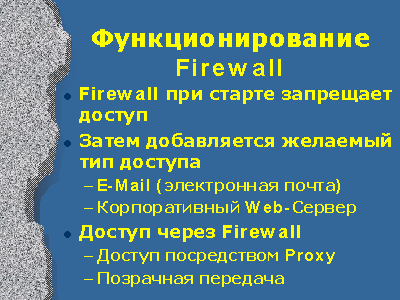 Функционирование
Firewall
Firewall при старте запрещает
доступ
Затем добавляется желаемый
тип доступа
– E-Mail (электронная почта)
– Корпоративный Web-Сервер
Доступ через Firewall
– Доступ посредством Proxy
– Позрачная передача